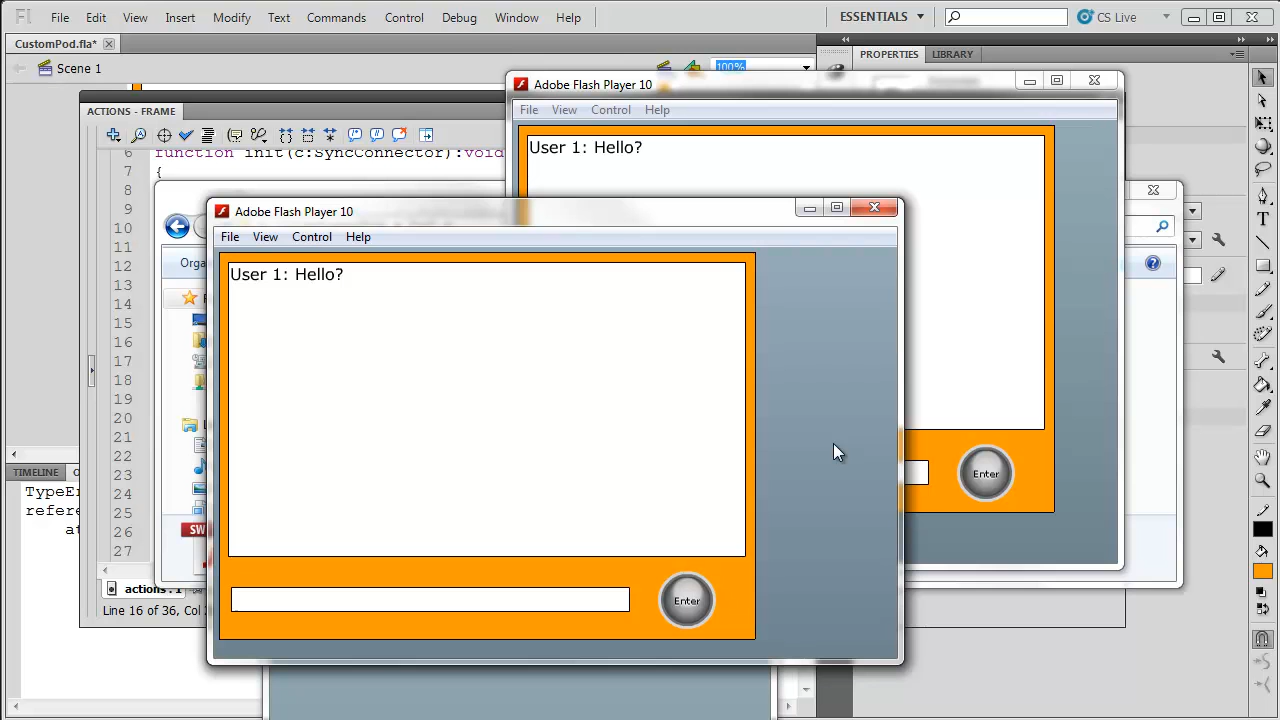 Fl File Edit View Insert Modify Text Commands Control Debug Window Help ESSENTIALS CS Live
CustomPod.fla*
Scene 1
100%
PROPERTIES LIBRARY
ACTIONS - FRAME
6 function init(c:SyncConnector):void
7 {
8
9
10
11
12
13
14
15
16
17
18
19
20
21
22
23
24
25
26
27
actions:1
Line 16 of 36, Col
TIMELINE O
TypeEr
refere
at
Orga
SW
Adobe Flash Player 10
File View Control Help
User 1: Hello?
Enter
Adobe Flash Player 10
File View Control Help
User 1: Hello?
Enter